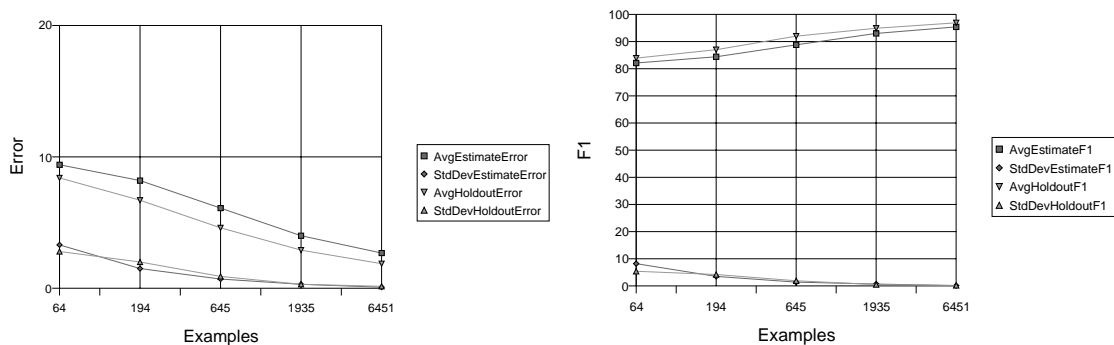 20
10
0
Error
64 194 645 1935 6451
Examples
AvgEstimateError
StdDevEstimateError
AvgHoldoutError
StdDevHoldoutError
100
90
80
70
60
50
40
30
20
10
0
F1
64 194 645 1935 6451
Examples
AvgEstimateF1
StdDevEstimateF1
AvgHoldoutF1
StdDevHoldoutF1